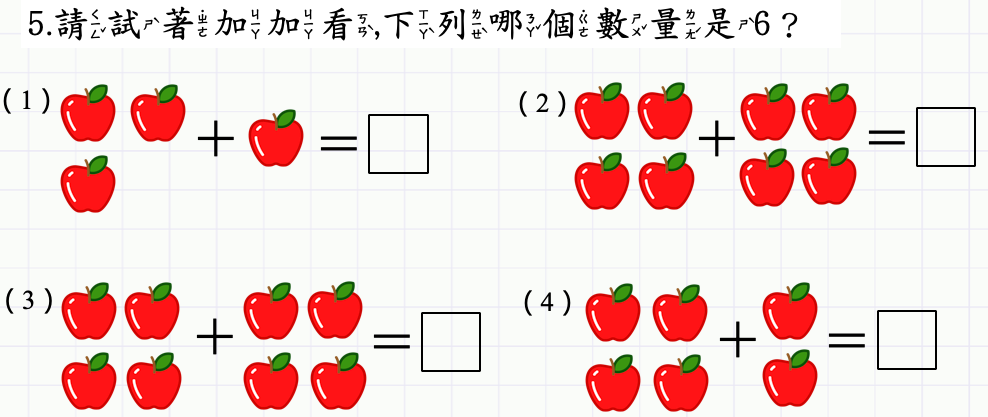 5.請試著加加看,下列哪個數量是6？
(1) + =
(2) + =
(3) + =
(4) + =